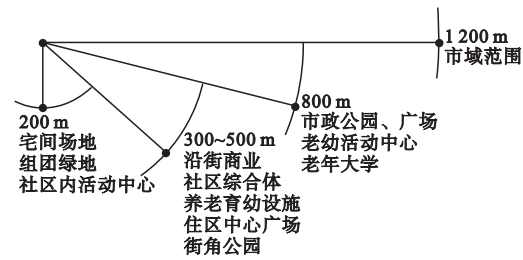 200 m
宅间场地
组团绿地
社区内活动中心
300~500 m
沿街商业
社区综合体
养老育幼设施
住区中心广场
街角公园
800 m
市政公园、广场
老幼活动中心
老年大学
1 200 m
市域范围